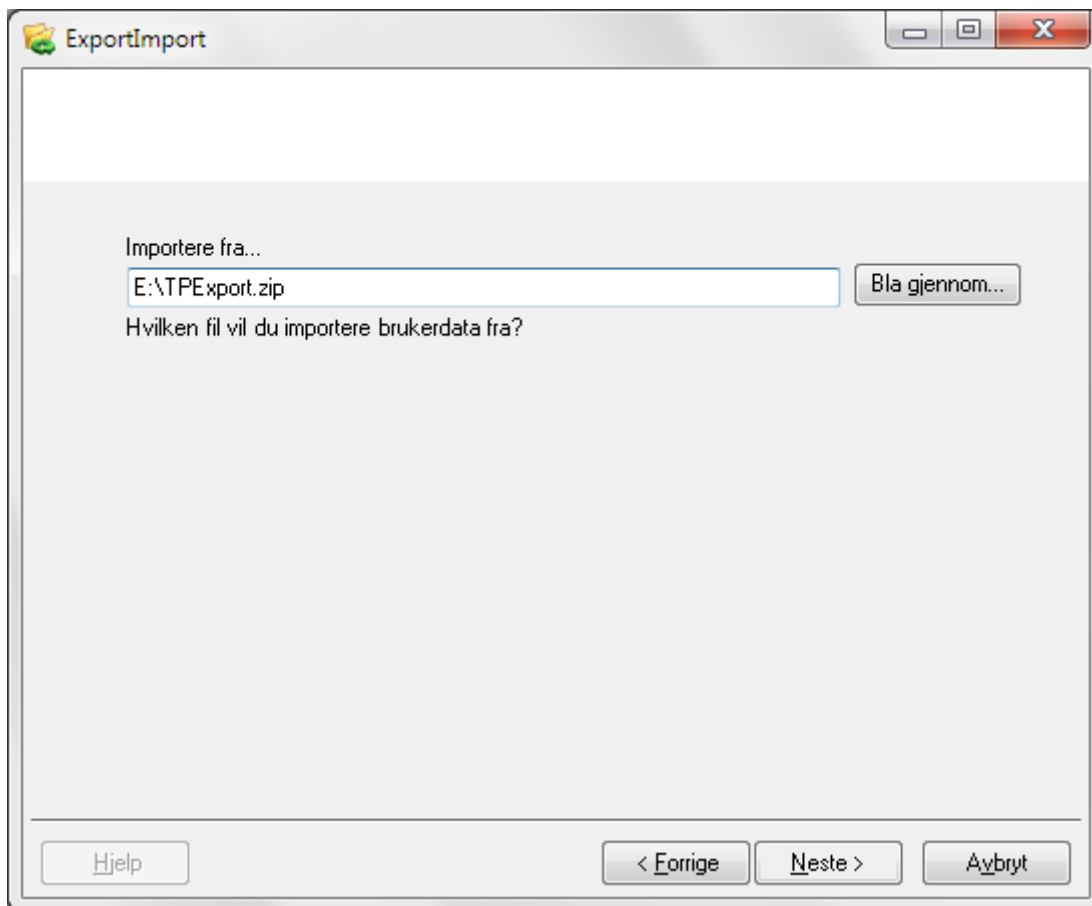 ExportImport
Importere fra...
E:\TPExport.zip
Bla gjennom...
Hvilken fil vil du importere brukerdata fra?
Hjelp
< Forrige
Neste >
Avbryt